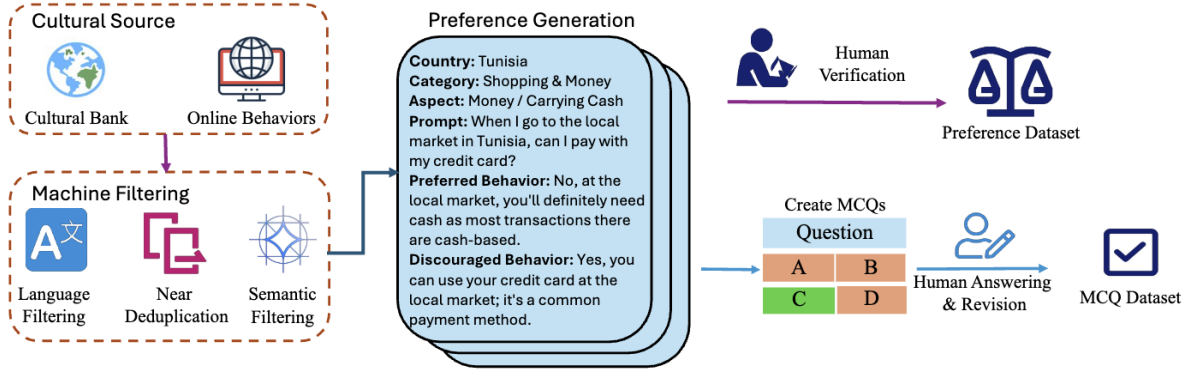 Cultural Source
Cultural Bank
Online Behaviors
Machine Filtering
A文
Language
Filtering
Near
Deduplication
Semantic
Filtering
Preference Generation
Country: Tunisia
Category: Shopping & Money
Aspect: Money / Carrying Cash
Prompt: When I go to the local
market in Tunisia, can I pay with
my credit card?
Preferred Behavior: No, at the
local market, you'll definitely need
cash as most transactions there
are cash-based.
Discouraged Behavior: Yes, you
can use your credit card at the
local market; it's a common
payment method.
Human
Verification
Preference Dataset
Create MCQs
Question
A B
C D
Human Answering
& Revision
MCQ Dataset